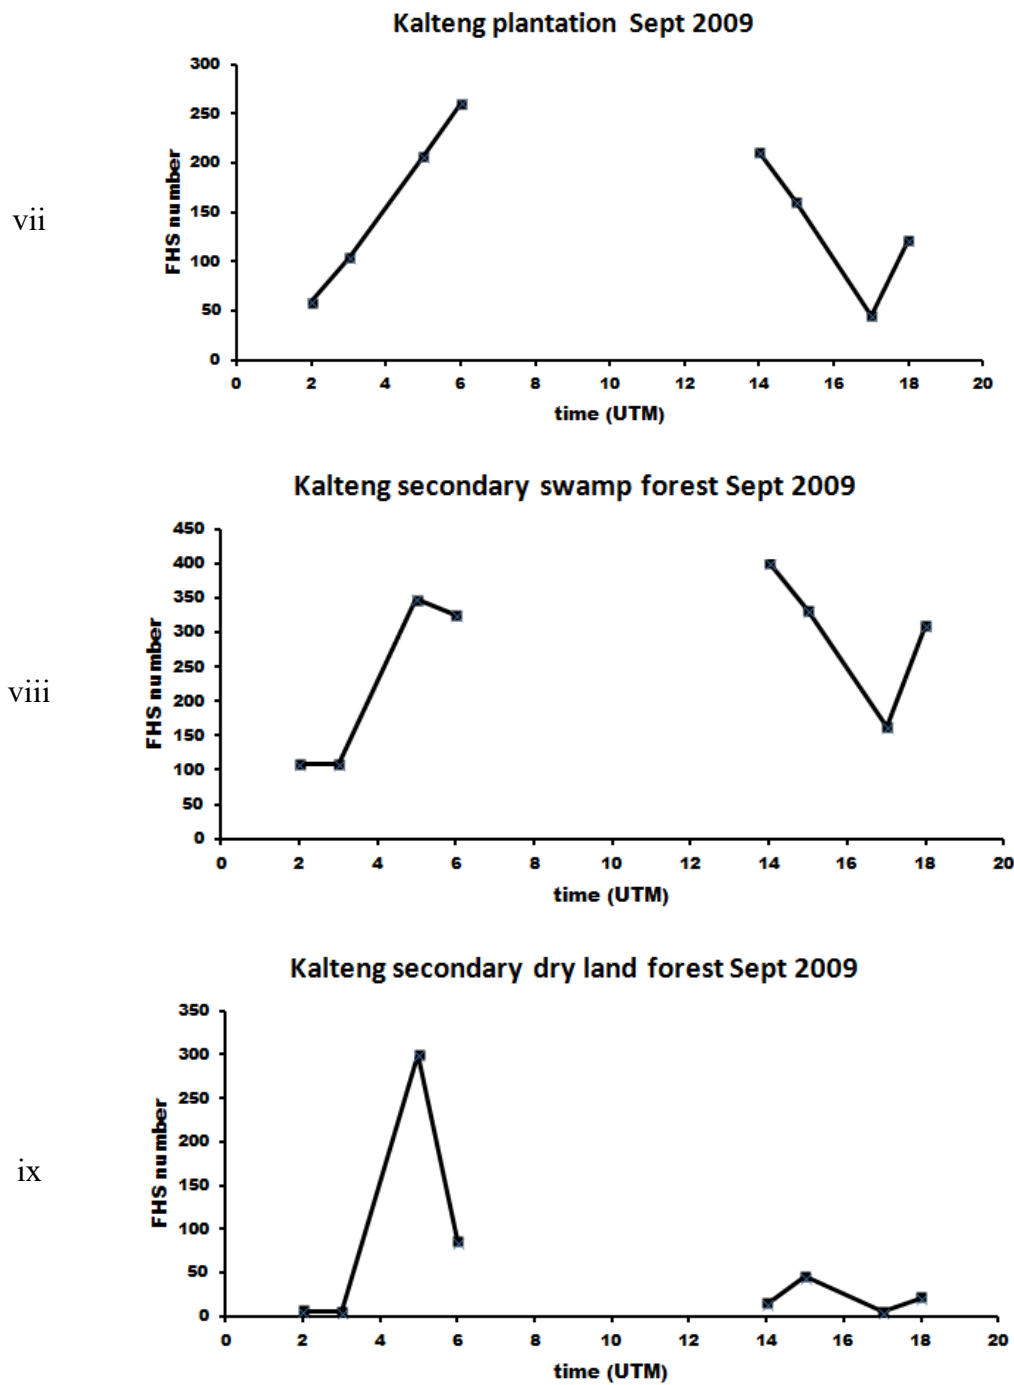 Kalteng plantation Sept 2009
300
250
200
150
100
50
0
FHS number
0 2 4 6 8 10 12 14 16 18 20
time (UTM)
vii
Kalteng secondary swamp forest Sept 2009
450
400
350
300
250
200
150
100
50
0
FHS number
0 2 4 6 8 10 12 14 16 18 20
time (UTM)
viii
Kalteng secondary dry land forest Sept 2009
350
300
250
200
150
100
50
0
FHS number
0 2 4 6 8 10 12 14 16 18 20
time (UTM)
ix